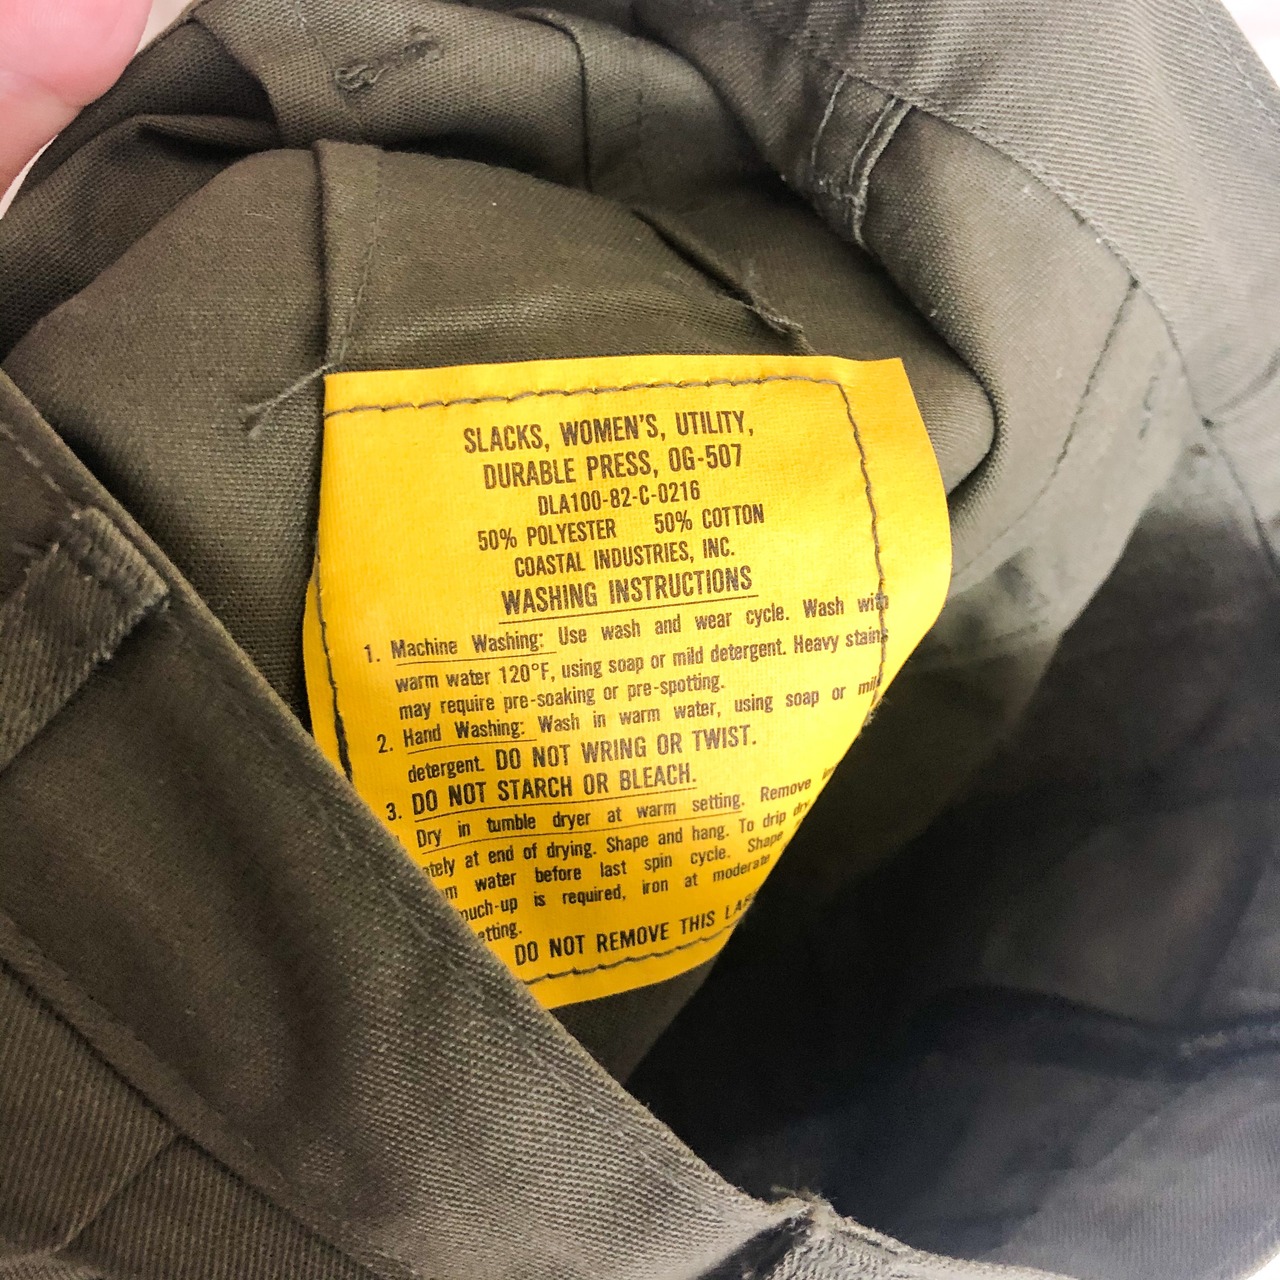 SLACKS, WOMEN'S, UTILITY,
DURABLE PRESS, OG-507
DLA100-82-C-0216
50% POLYESTER 50% COTTON
COASTAL INDUSTRIES, INC.
WASHING INSTRUCTIONS
1. Machine Washing: Use wash and wear cycle. Wash with
warm water 120°F, using soap or mild detergent. Heavy stains
may require pre-soaking or pre-spotting.
2. Hand Washing: Wash in warm water, using soap or mild
detergent. DO NOT WRING OR TWIST.
3. DO NOT STARCH OR BLEACH.
Dry in tumble dryer at warm setting. Remove
at end of drying. Shape and hang. To drip dry
water before last spin cycle. Shape
is required, iron at moderate
DO NOT REMOVE THIS